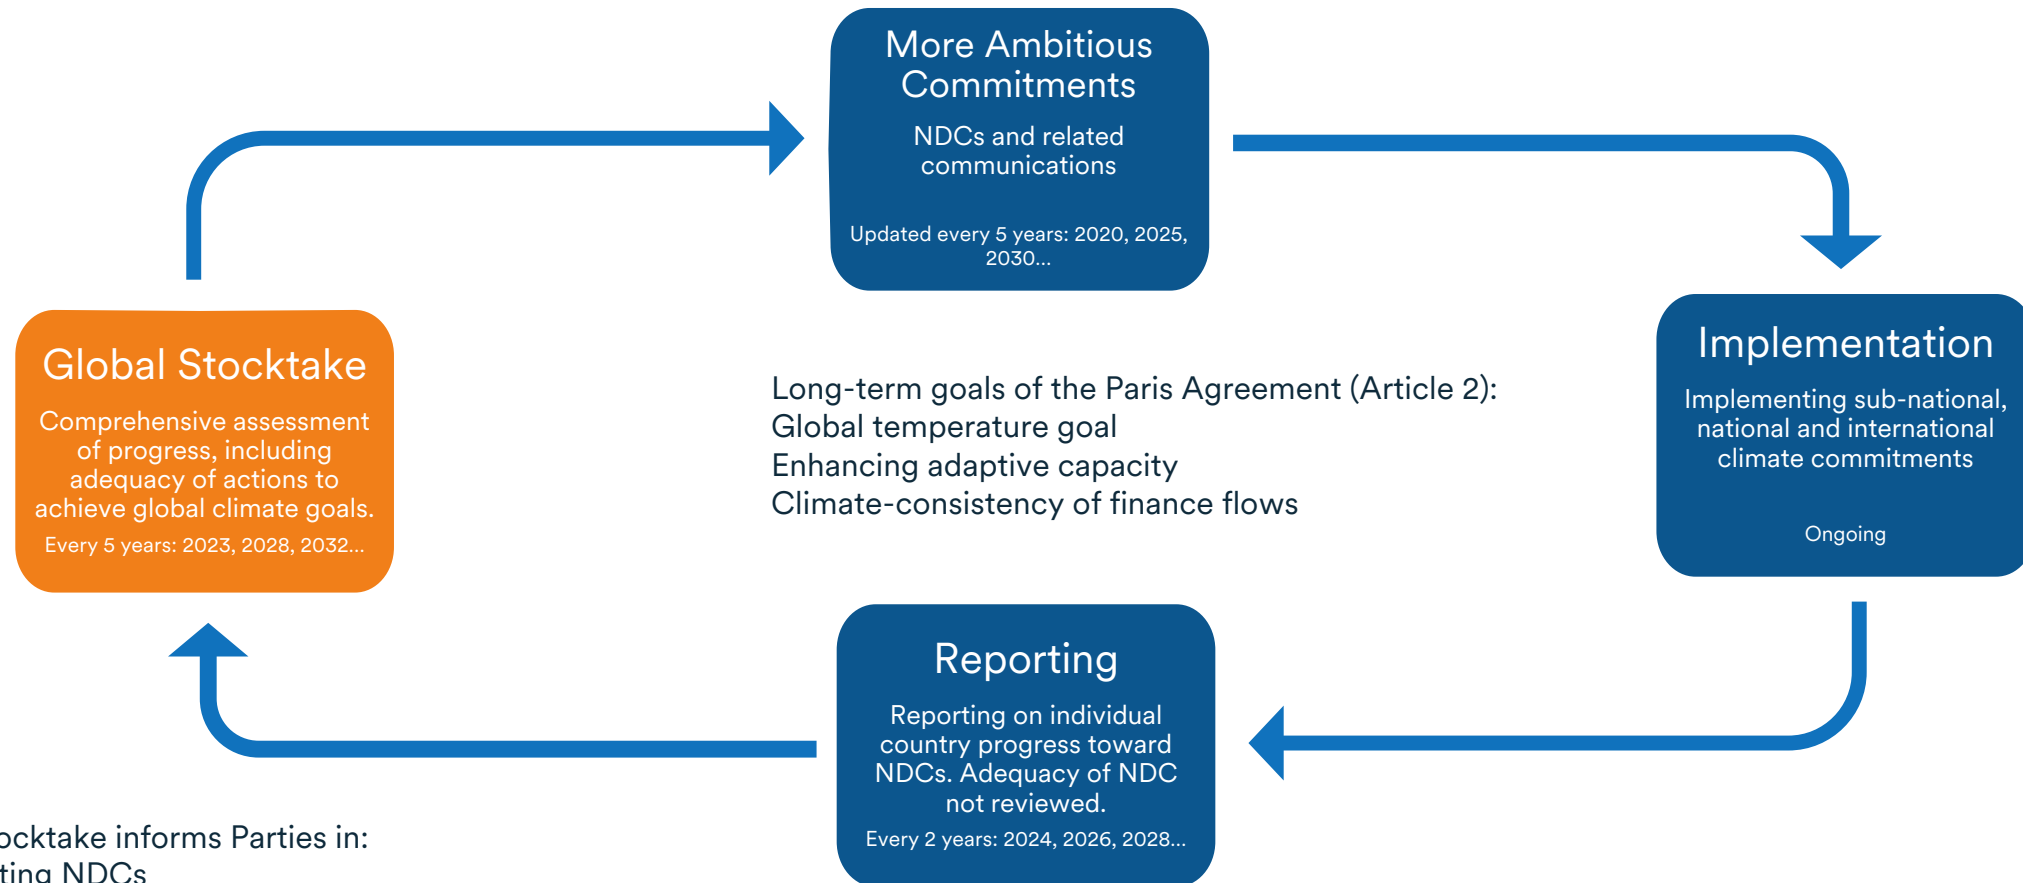 More Ambitious
Commitments
NDCs and related
communications
Updated every 5 years: 2020, 2025,
2030...
Global Stocktake
Comprehensive assessment
of progress, including
adequacy of actions to
achieve global climate goals.
Every 5 years: 2023, 2028, 2032...
Long-term goals of the Paris Agreement (Article 2):
Global temperature goal
Enhancing adaptive capacity
Climate-consistency of finance flows
Implementation
Implementing sub-national,
national and international
climate commitments
Ongoing
Reporting
Reporting on individual
country progress toward
NDCs. Adequacy of NDC
not reviewed.
Every 2 years: 2024, 2026, 2028...
informs Parties in:
NDCs